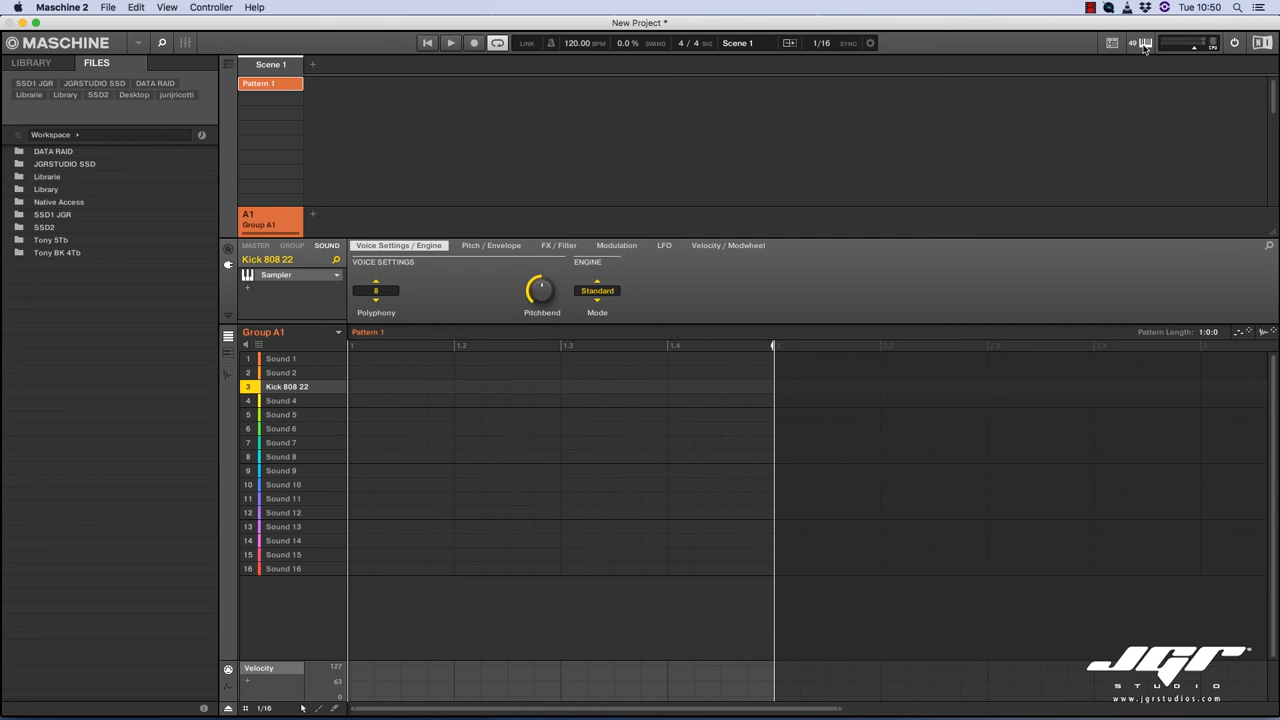 Maschine 2 File Edit View Controller Help Tue 10:50
New Project *
MASCHINE LINK 120.00 BPM 0.0 % SWING 4 / 4 SIG Scene 1 1/16 SYNC 49 CPU
LIBRARY FILES
SSD1 JGR JGRSTUDIO SSD DATA RAID
Librarie Library SSD2 Desktop jurijricotti
Workspace
DATA RAID
JGRSTUDIO SSD
Librarie
Library
Native Access
SSD1 JGR
SSD2
Tony 5Tb
Tony BK 4Tb
Scene 1 +
Pattern 1
A1 +
Group A1
MASTER GROUP SOUND Voice Settings / Engine Pitch / Envelope FX / Filter Modulation LFO Velocity / Modwheel
Kick 808 22 VOICE SETTINGS ENGINE
Sampler
+ 8 Standard
Polyphony Pitchbend Mode
Group A1 Pattern 1 Pattern Length: 1:0:0
1 1.2 1.3 1.4 2.2 2.3 2.4
1 Sound 1
2 Sound 2
3 Kick 808 22
4 Sound 4
5 Sound 5
6 Sound 6
7 Sound 7
8 Sound 8
9 Sound 9
10 Sound 10
11 Sound 11
12 Sound 12
13 Sound 13
14 Sound 14
15 Sound 15
16 Sound 16
Velocity 127
+ 63
0
1/16
JGR
STUDIO
www.jgrstudios.com